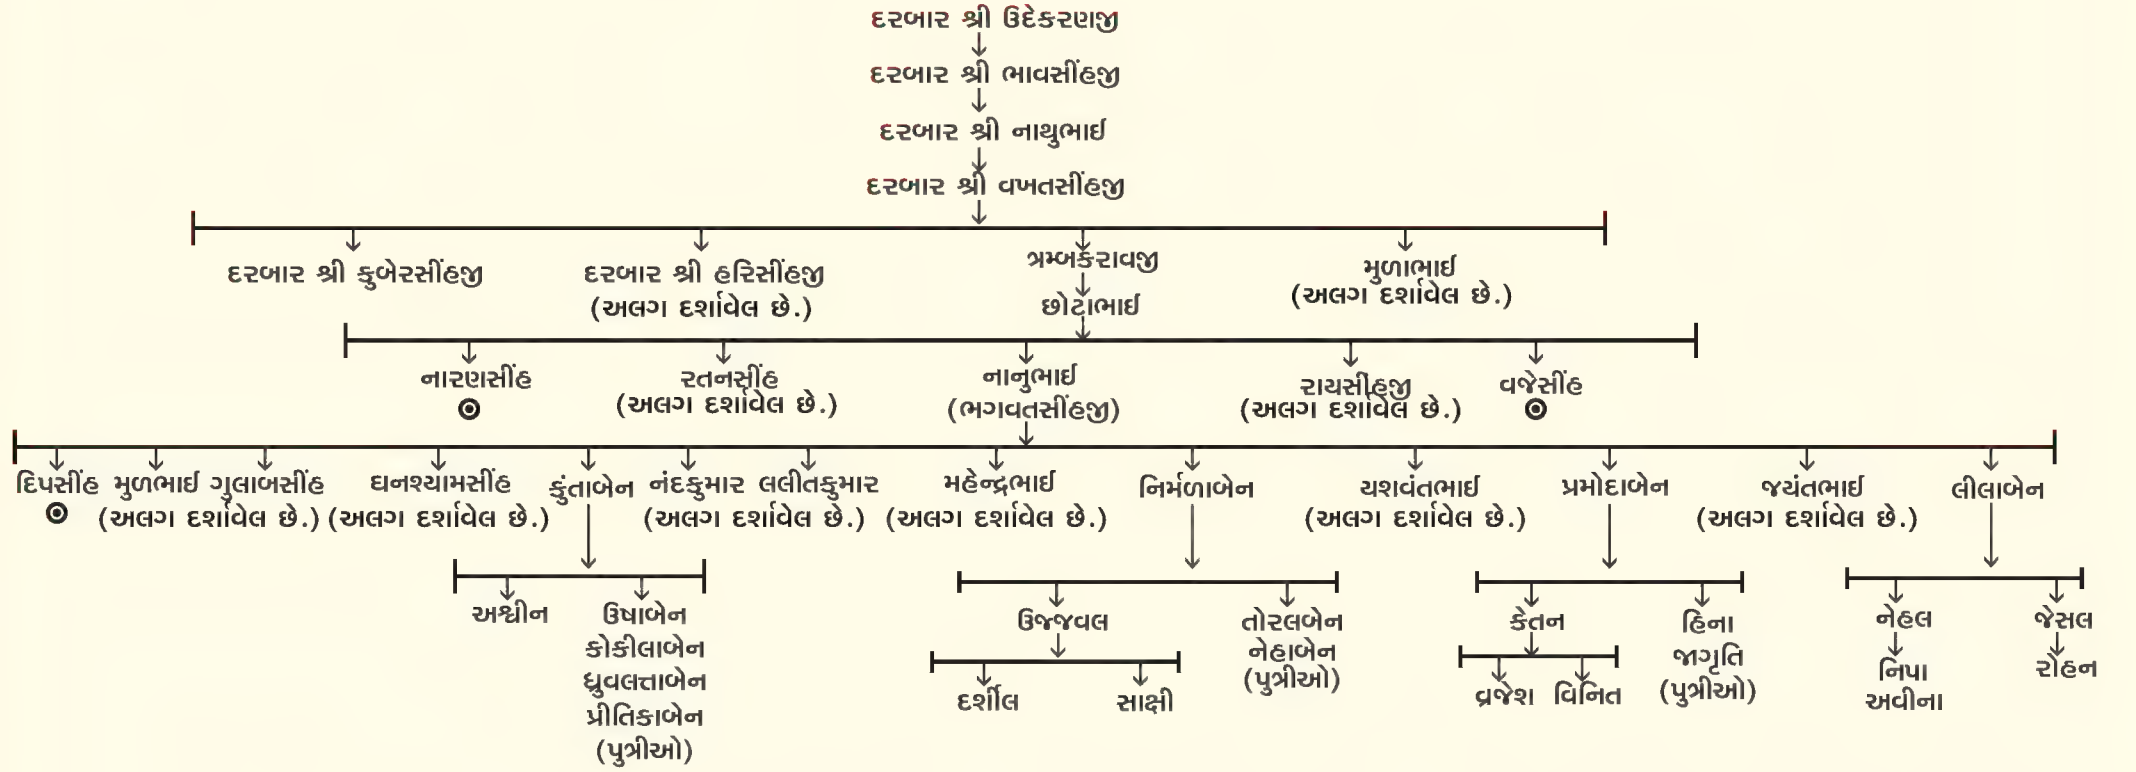 દરબાર શ્રી ઉદેકરણજી
દરબાર શ્રી ભાવસીંહજી
દરબાર શ્રી નાથુભાઈ
દરબાર શ્રી વખતસીંહજી
દરબાર શ્રી કુબેરસીંહજી દરબાર શ્રી હરિસીંહજી ત્રમ્બકરાવજી મુળાભાઈ
(અલગ દર્શાવેલ છે.) છોટાભાઈ (અલગ દર્શાવેલ છે.)
નારણસીંહ રતનસીંહ નાનુભાઈ રાયસીંહજી વજેસીંહ
(અલગ દર્શાવેલ છે.) (ભગવતસીંહજી) (અલગ દર્શાવેલ છે.)
દિપસીંહ મુળભાઈ ગુલાબસીંહ ઘનશ્યામસીંહ કુંતાબેન નંદકુમાર લલીતકુમાર મહેન્દ્રભાઈ નિર્મળાબેન યશવંતભાઈ પ્રમોદાબેન જયંતભાઈ લીલાબેન
(અલગ દર્શાવેલ છે.) (અલગ દર્શાવેલ છે.) (અલગ દર્શાવેલ છે.) (અલગ દર્શાવેલ છે.) (અલગ દર્શાવેલ છે.) (અલગ દર્શાવેલ છે.)
અશ્વીન ઉષાબેન ઉજ્જવલ તોરલબેન કેતન હિના નેહલ જેસલ
કોકીલાબેન નેહાબેન જાગૃતિ નિપા રોહન
ધ્રુવલત્તાબેન (પુત્રીઓ) (પુત્રીઓ) અવીના
પ્રીતિકાબેન દર્શીલ સાક્ષી વ્રજેશ વિનિત
(પુત્રીઓ)